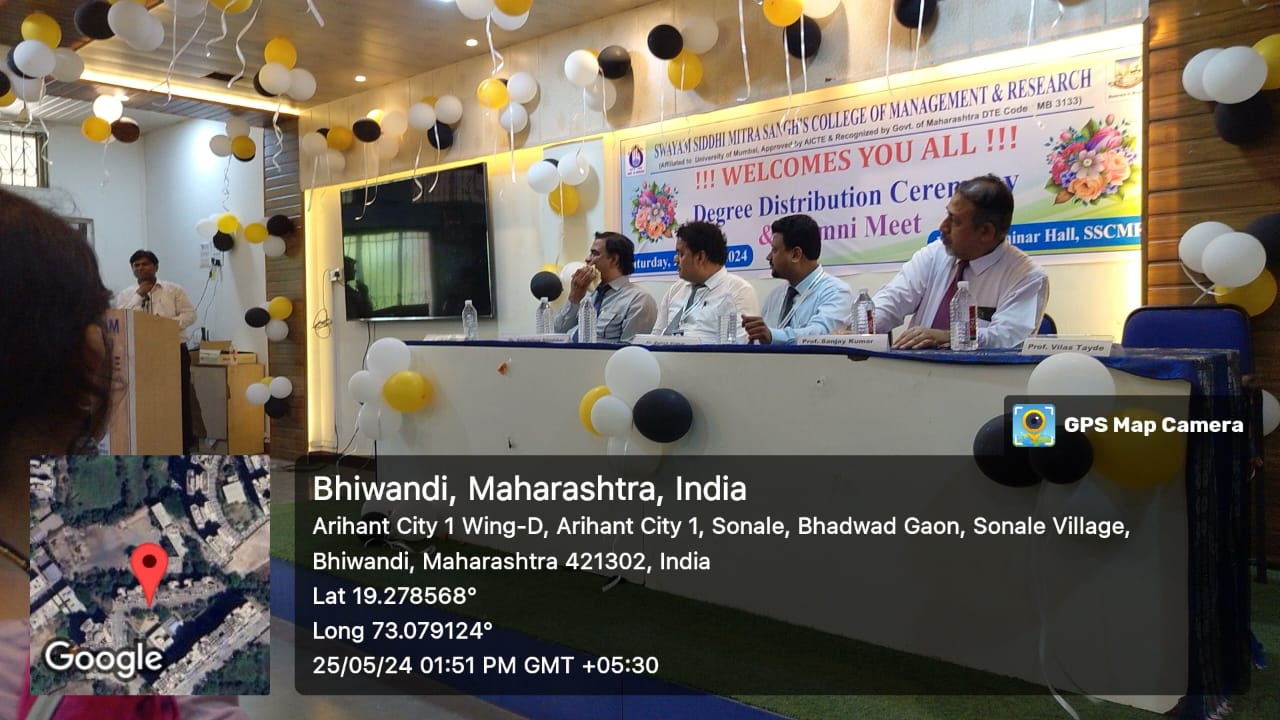 SWAYAM SIDDHI MITRA SANGH'S COLLEGE OF MANAGEMENT & RESEARCH
(Affiliated to University of Mumbai, Approved by AICTE & Recognized by Govt. of Maharashtra DTE Code MB 3133)
!!! WELCOMES YOU ALL !!!
Degree Distribution Ceremony
& Meet
2024
Hall, SSCMR
Prof. Sanjay Kumar
Prof. Vilas Tayde
GPS Map Camera
Bhiwandi, Maharashtra, India
Arihant City 1 Wing-D, Arihant City 1, Sonale, Bhadwad Gaon, Sonale Village,
Bhiwandi, Maharashtra 421302, India
Lat 19.278568°
Long 73.079124°
25/05/24 01:51 PM GMT +05:30
Google